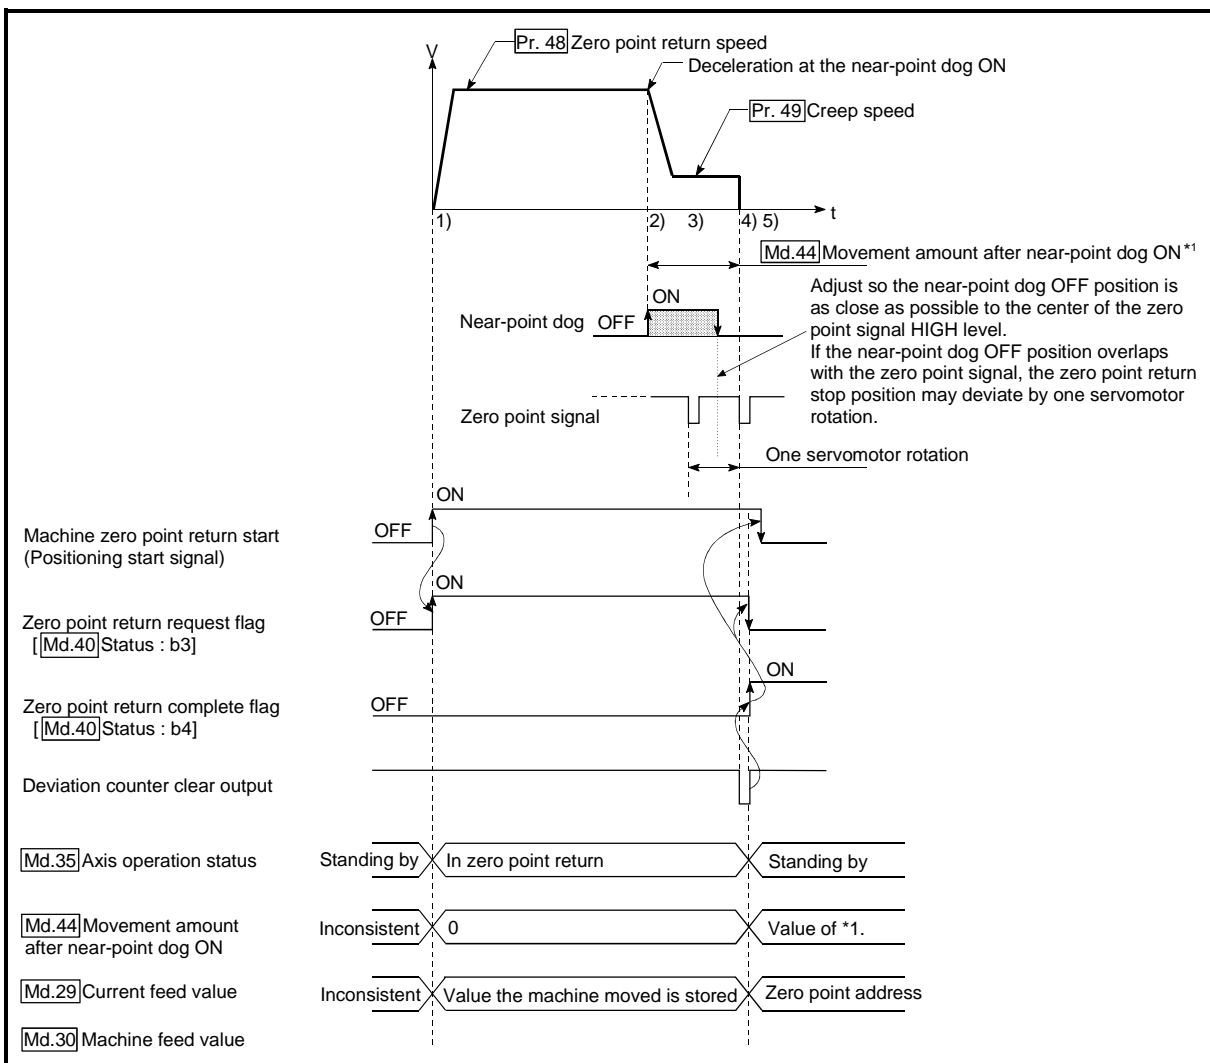 Pr. 48 Zero point return speed
V
Deceleration at the near-point dog ON
Pr. 49 Creep speed
t
1) 2) 3) 4) 5)
Md.44 Movement amount after near-point dog ON*1
Adjust so the near-point dog OFF position is
as close as possible to the center of the zero
point signal HIGH level.
If the near-point dog OFF position overlaps
with the zero point signal, the zero point return
stop position may deviate by one servomotor
rotation.
ON
Near-point dog OFF
Zero point signal
One servomotor rotation
ON
OFF
Machine zero point return start
(Positioning start signal)
ON
OFF
Zero point return request flag
[ Md.40 Status : b3]
ON
OFF
Zero point return complete flag
[ Md.40 Status : b4]
Deviation counter clear output
Md.35 Axis operation status Standing by In zero point return Standing by
Md.44 Movement amount
after near-point dog ON
Inconsistent 0 Value of *1.
Md.29 Current feed value Inconsistent Value the machine moved is stored Zero point address
Md.30 Machine feed value